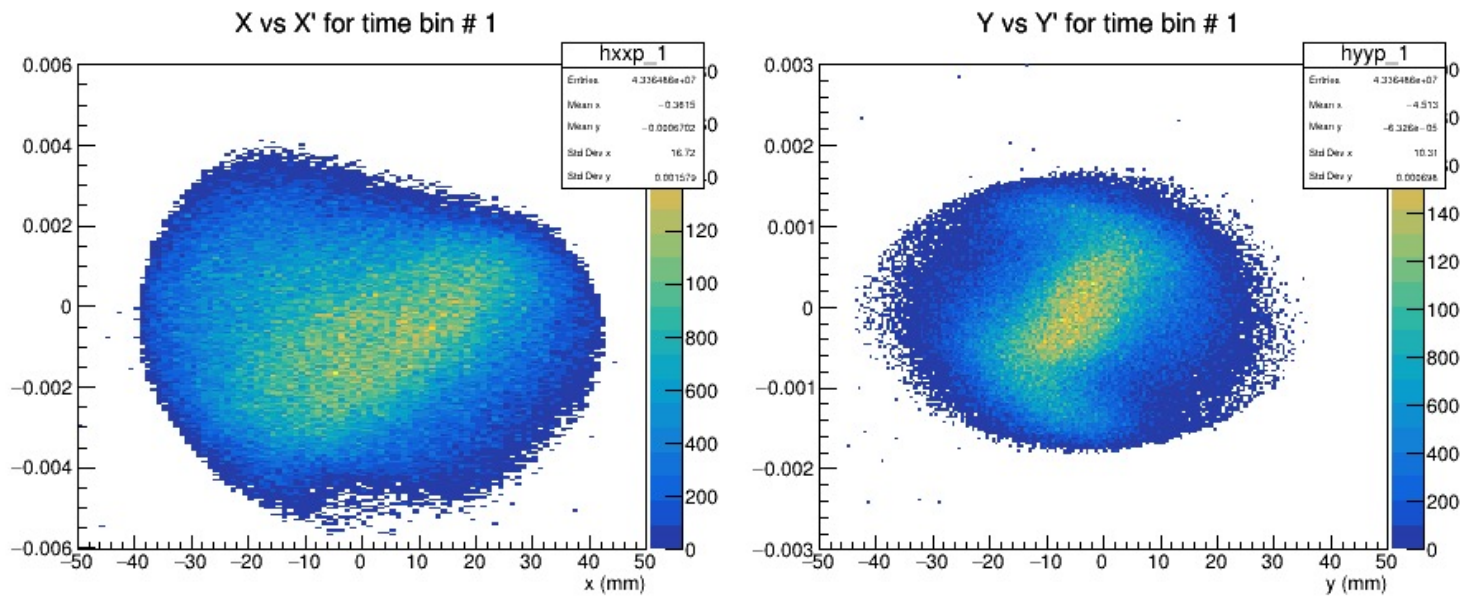 X vs X' for time bin # 1
hxxp_1
Entries 4.336486e+07
Mean x −0.3615
Mean y −0.0006702
Std Dev x 16.72
Std Dev y 0.001579
0.006
0.004
0.002
0
−0.002
−0.004
−0.006
−50 −40 −30 −20 −10 0 10 20 30 40 50
x (mm)
120
1000
800
600
400
200
0
Y vs Y' for time bin # 1
hyyp_1
Entries 4.336486e+07
Mean x −4.513
Mean y −6.326e−05
Std Dev x 10.31
Std Dev y 0.000698
0.003
0.002
0.001
0
−0.001
−0.002
−0.003
−50 −40 −30 −20 −10 0 10 20 30 40 50
y (mm)
140
120
100
800
600
400
200
0